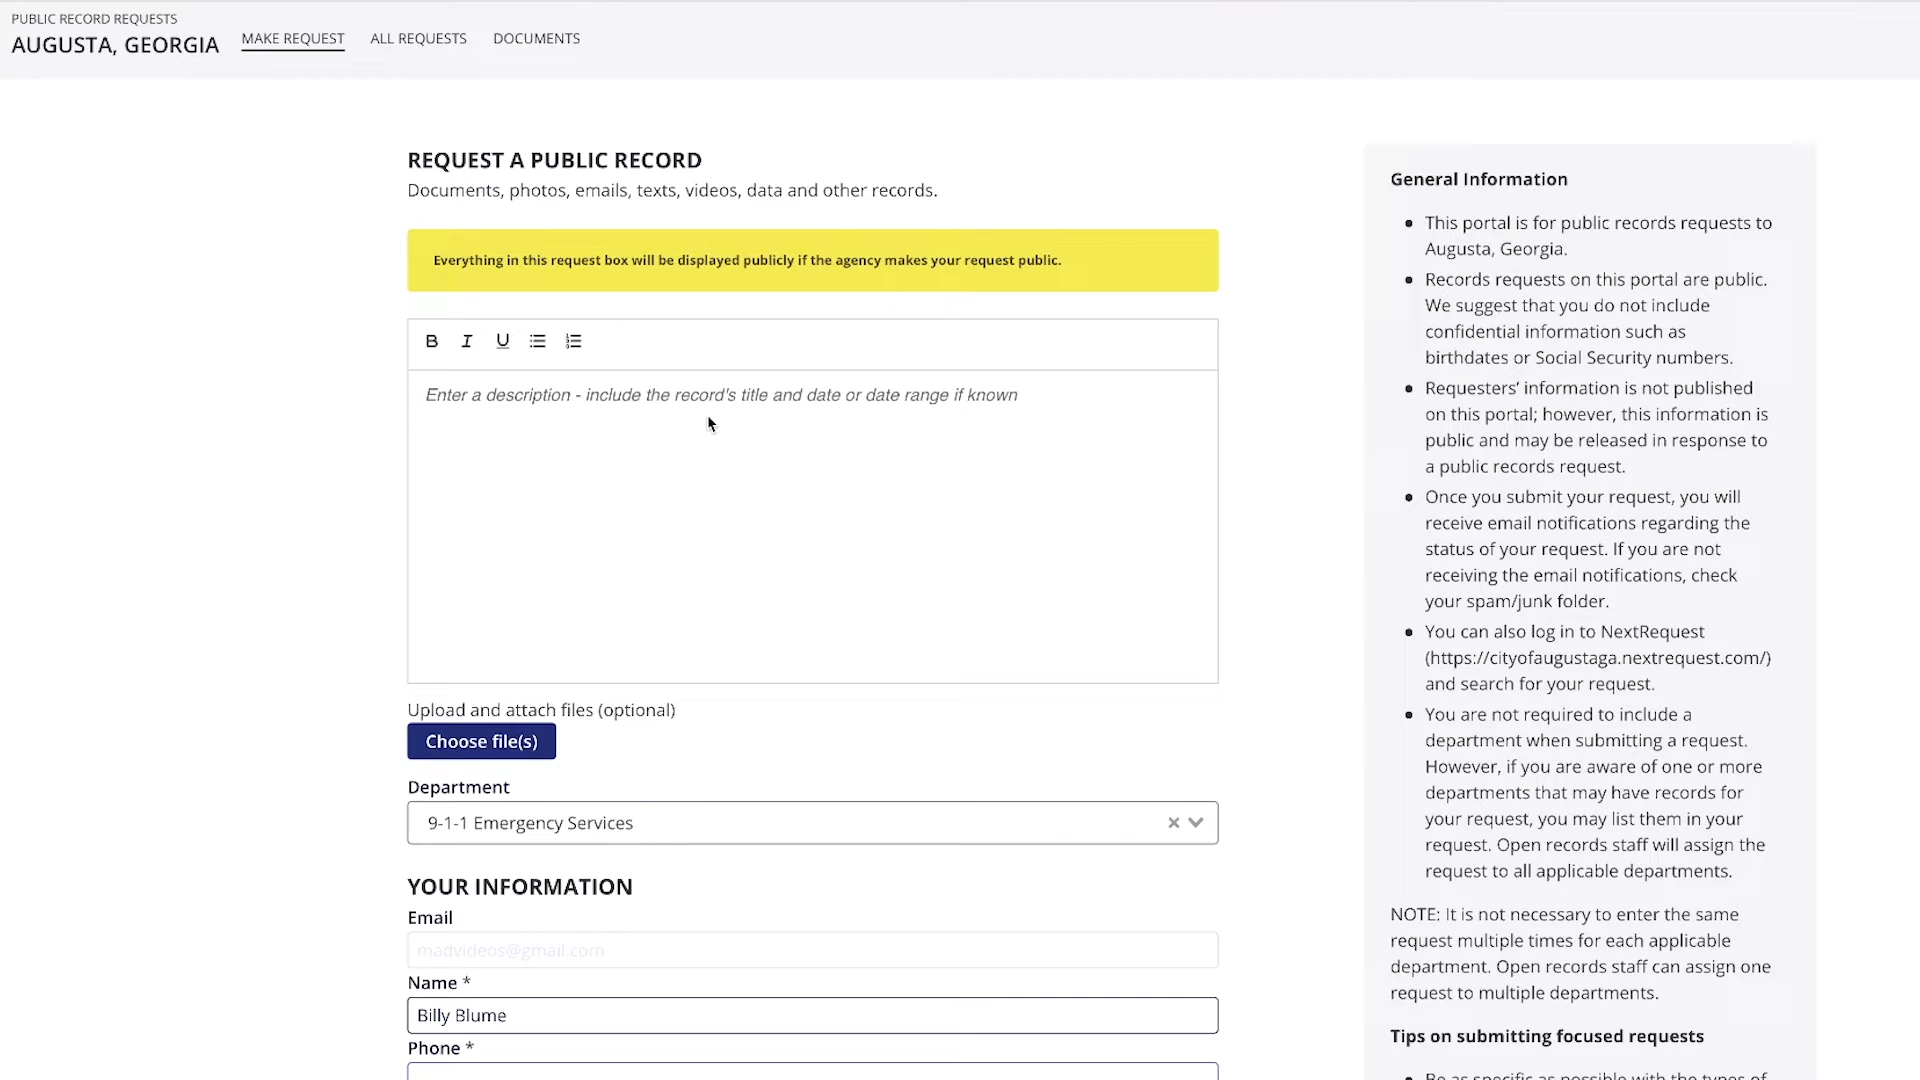 PUBLIC RECORD REQUESTS
AUGUSTA, GEORGIA
MAKE REQUEST
ALL REQUESTS
DOCUMENTS
REQUEST A PUBLIC RECORD
Documents, photos, emails, texts, videos, data and other records.
Everything in this request box will be displayed publicly if the agency makes your request public.
B I U
Enter a description - include the record's title and date or date range if known
Upload and attach files (optional)
Choose file(s)
Department
9-1-1 Emergency Services
YOUR INFORMATION
Email
madvideos@gmail.com
Name *
Billy Blume
Phone *
General Information
• This portal is for public records requests to
Augusta, Georgia.
• Records requests on this portal are public.
We suggest that you do not include
confidential information such as
birthdates or Social Security numbers.
• Requesters’ information is not published
on this portal; however, this information is
public and may be released in response to
a public records request.
• Once you submit your request, you will
receive email notifications regarding the
status of your request. If you are not
receiving the email notifications, check
your spam/junk folder.
• You can also log in to NextRequest
(https://cityofaugustaga.nextrequest.com/)
and search for your request.
• You are not required to include a
department when submitting a request.
However, if you are aware of one or more
departments that may have records for
your request, you may list them in your
request. Open records staff will assign the
request to all applicable departments.
NOTE: It is not necessary to enter the same
request multiple times for each applicable
department. Open records staff can assign one
request to multiple departments.
Tips on submitting focused requests
• Be as specific as possible with the types of